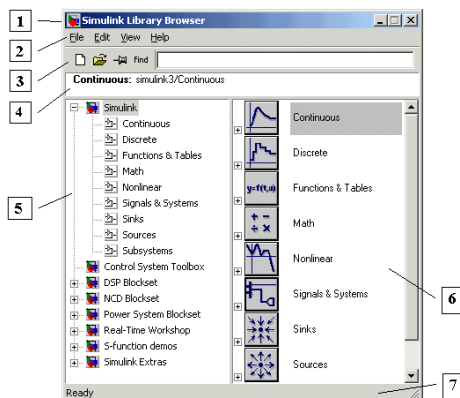 1
Simulink Library Browser
2
File Edit View Help
3
Find
4
Continuous: simulink3/Continuous
5
Simulink
Continuous
Discrete
Functions & Tables
Math
Nonlinear
Signals & Systems
Sinks
Sources
Subsystems
Control System Toolbox
DSP Blockset
NCD Blockset
Power System Blockset
Real-Time Workshop
S-function demos
Simulink Extras
Continuous
Discrete
y=f(t,u) Functions & Tables
+ − ÷ × Math
Nonlinear
Signals & Systems
Sinks
Sources
6
Ready
7